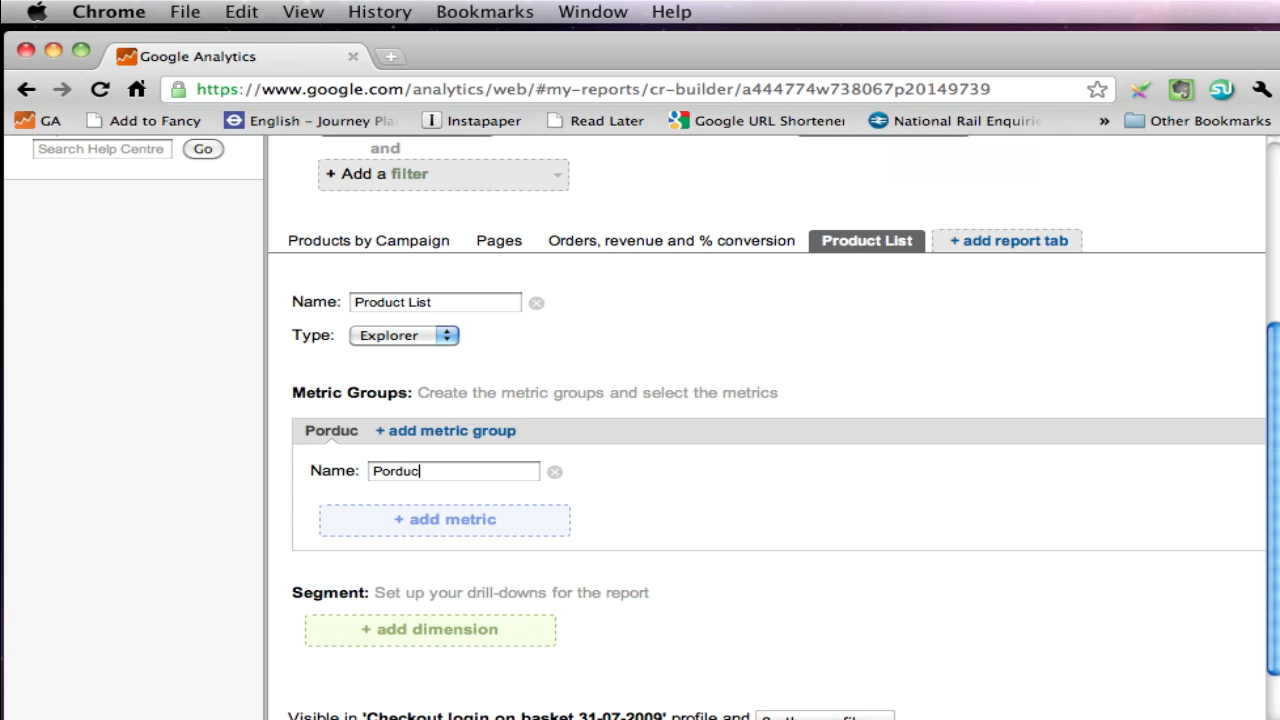 Chrome File Edit View History Bookmarks Window Help
Google Analytics
https://www.google.com/analytics/web/#my-reports/cr-builder/a444774w738067p20149739
GA Add to Fancy English – Journey Pla Instapaper Read Later Google URL Shortener National Rail Enquirie » Other Bookmarks
Search Help Centre Go
and
+ Add a filter
Products by Campaign Pages Orders, revenue and % conversion Product List + add report tab
Name: Product List
Type: Explorer
Metric Groups: Create the metric groups and select the metrics
Porduc + add metric group
Name: Porduc
+ add metric
Segment: Set up your drill-downs for the report
+ add dimension
Visible in 'Checkout login on basket 31-07-2009' profile and